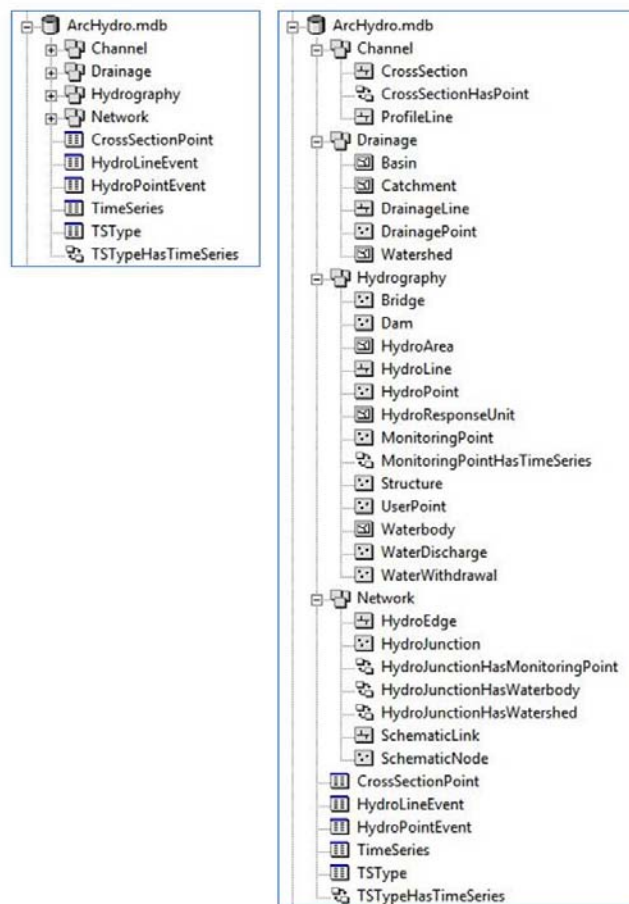 ArcHydro.mdb
Channel
Drainage
Hydrography
Network
CrossSectionPoint
HydroLineEvent
HydroPointEvent
TimeSeries
TSType
TSTypeHasTimeSeries
ArcHydro.mdb
Channel
CrossSection
CrossSectionHasPoint
ProfileLine
Drainage
Basin
Catchment
DrainageLine
DrainagePoint
Watershed
Hydrography
Bridge
Dam
HydroArea
HydroLine
HydroPoint
HydroResponseUnit
MonitoringPoint
MonitoringPointHasTimeSeries
Structure
UserPoint
Waterbody
WaterDischarge
WaterWithdrawal
Network
HydroEdge
HydroJunction
HydroJunctionHasMonitoringPoint
HydroJunctionHasWaterbody
HydroJunctionHasWatershed
SchematicLink
SchematicNode
CrossSectionPoint
HydroLineEvent
HydroPointEvent
TimeSeries
TSType
TSTypeHasTimeSeries